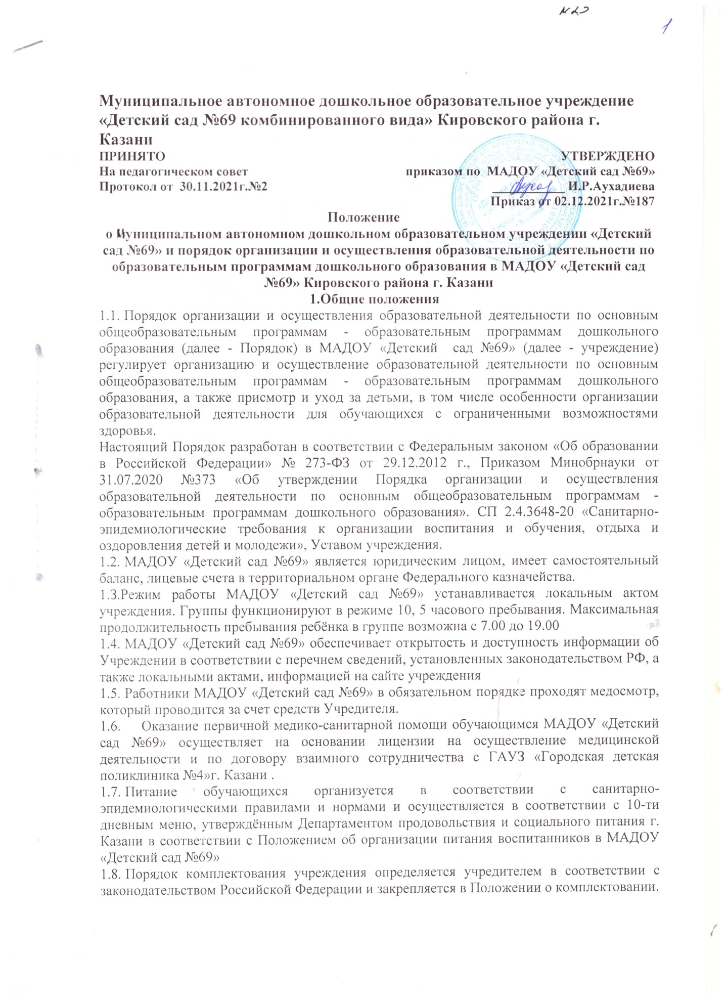 №23
1
Муниципальное автономное дошкольное образовательное учреждение
«Детский сад №69 комбинированного вида» Кировского района г.
Казани
ПРИНЯТО УТВЕРЖДЕНО
На педагогическом совет приказом по МАДОУ «Детский сад №69»
Протокол от 30.11.2021г.№2 ___________ И.Р.Аухадиева
Приказ от 02.12.2021г.№187
Положение
о Муниципальном автономном дошкольном образовательном учреждении «Детский
сад №69» и порядок организации и осуществления образовательной деятельности по
образовательным программам дошкольного образования в МАДОУ «Детский сад
№69» Кировского района г. Казани
1.Общие положения
1.1. Порядок организации и осуществления образовательной деятельности по основным
общеобразовательным программам - образовательным программам дошкольного
образования (далее - Порядок) в МАДОУ «Детский сад №69» (далее - учреждение)
регулирует организацию и осуществление образовательной деятельности по основным
общеобразовательным программам - образовательным программам дошкольного
образования, а также присмотр и уход за детьми, в том числе особенности организации
образовательной деятельности для обучающихся с ограниченными возможностями
здоровья.
Настоящий Порядок разработан в соответствии с Федеральным законом «Об образовании
в Российской Федерации» № 273-ФЗ от 29.12.2012 г., Приказом Минобрнауки от
31.07.2020 №373 «Об утверждении Порядка организации и осуществления
образовательной деятельности по основным общеобразовательным программам -
образовательным программам дошкольного образования». СП 2.4.3648-20 «Санитарно-
эпидемиологические требования к организации воспитания и обучения, отдыха и
оздоровления детей и молодежи», Уставом учреждения.
1.2. МАДОУ «Детский сад №69» является юридическим лицом, имеет самостоятельный
баланс, лицевые счета в территориальном органе Федерального казначейства.
1.3.Режим работы МАДОУ «Детский сад №69» устанавливается локальным актом
учреждения. Группы функционируют в режиме 10, 5 часового пребывания. Максимальная
продолжительность пребывания ребёнка в группе возможна с 7.00 до 19.00
1.4. МАДОУ «Детский сад №69» обеспечивает открытость и доступность информации об
Учреждении в соответствии с перечнем сведений, установленных законодательством РФ, а
также локальными актами, информацией на сайте учреждения
1.5. Работники МАДОУ «Детский сад №69» в обязательном порядке проходят медосмотр,
который проводится за счет средств Учредителя.
1.6. Оказание первичной медико-санитарной помощи обучающимся МАДОУ «Детский
сад №69» осуществляет на основании лицензии на осуществление медицинской
деятельности и по договору взаимного сотрудничества с ГАУЗ «Городская детская
поликлиника №4»г. Казани .
1.7. Питание обучающихся организуется в соответствии с санитарно-
эпидемиологическими правилами и нормами и осуществляется в соответствии с 10-ти
дневным меню, утверждённым Департаментом продовольствия и социального питания г.
Казани в соответствии с Положением об организации питания воспитанников в МАДОУ
«Детский сад №69»
1.8. Порядок комплектования учреждения определяется учредителем в соответствии с
законодательством Российской Федерации и закрепляется в Положении о комплектовании.